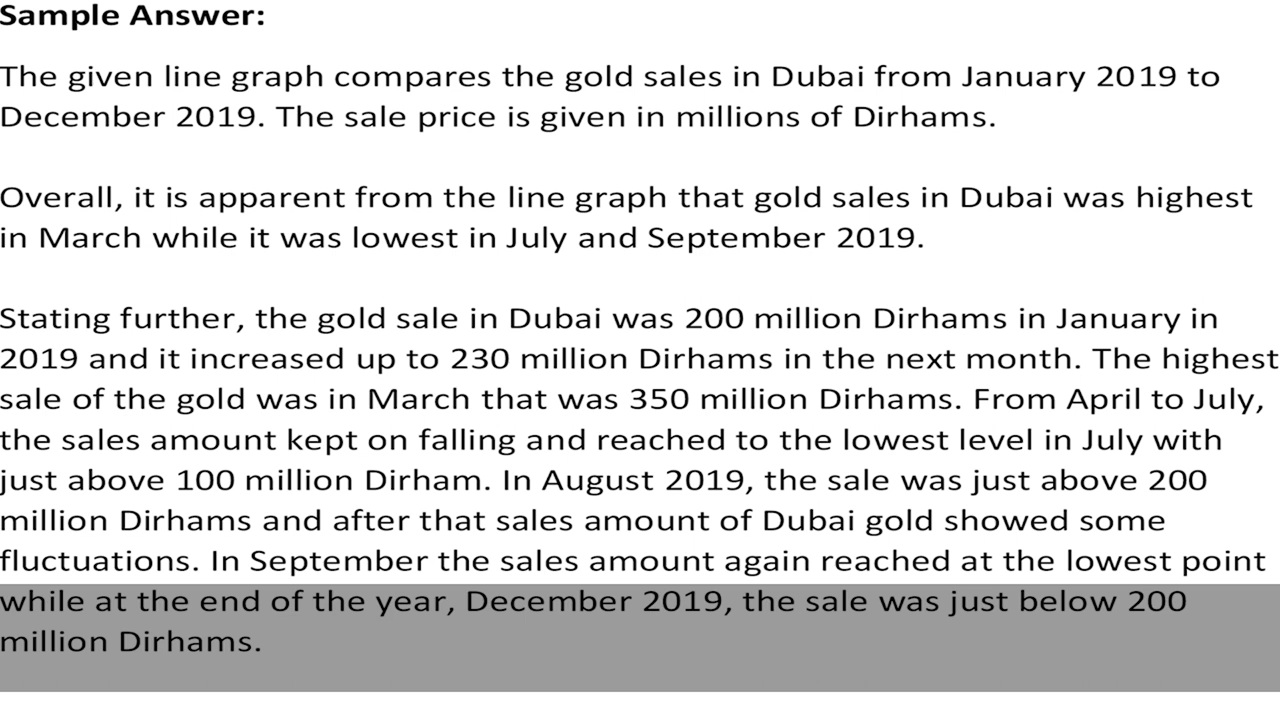 Sample Answer:
The given line graph compares the gold sales in Dubai from January 2019 to
December 2019. The sale price is given in millions of Dirhams.
Overall, it is apparent from the line graph that gold sales in Dubai was highest
in March while it was lowest in July and September 2019.
Stating further, the gold sale in Dubai was 200 million Dirhams in January in
2019 and it increased up to 230 million Dirhams in the next month. The highest
sale of the gold was in March that was 350 million Dirhams. From April to July,
the sales amount kept on falling and reached to the lowest level in July with
just above 100 million Dirham. In August 2019, the sale was just above 200
million Dirhams and after that sales amount of Dubai gold showed some
fluctuations. In September the sales amount again reached at the lowest point
while at the end of the year, December 2019, the sale was just below 200
million Dirhams.